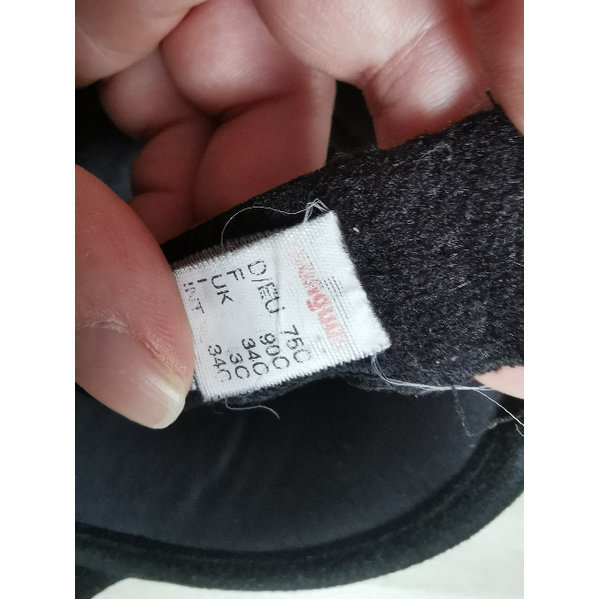 D/EU 75C
F 90C
UK 34C
I 3C
INT 34C